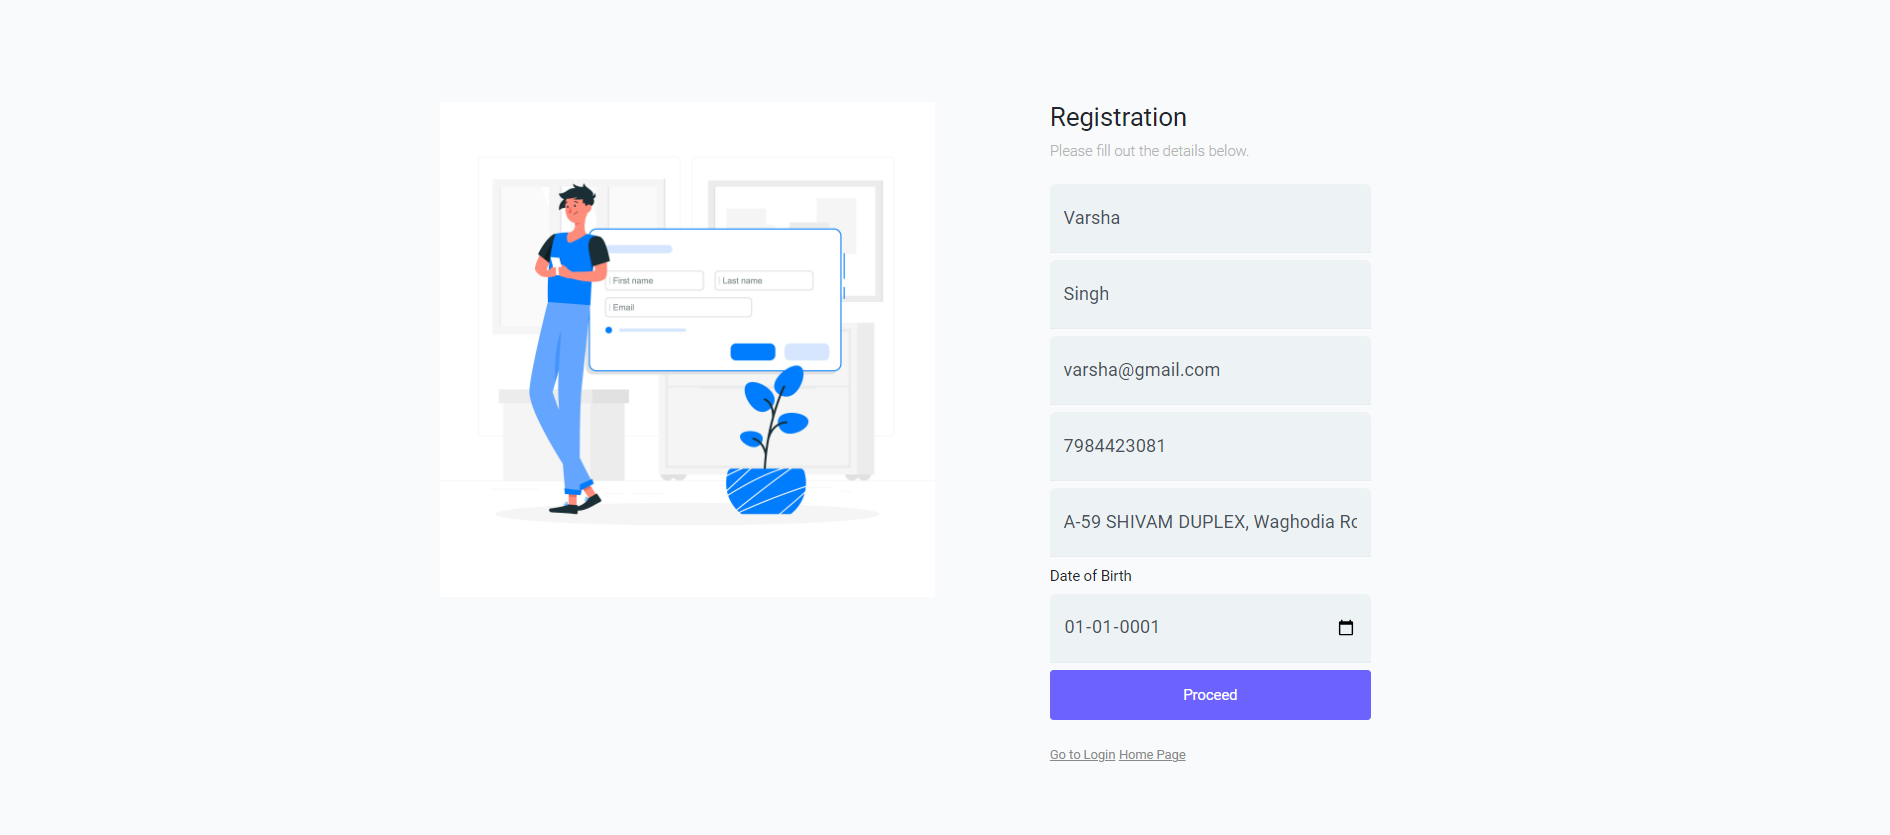 First name
Last name
Email
Registration
Please fill out the details below.
Varsha
Singh
varsha@gmail.com
7984423081
A-59 SHIVAM DUPLEX, Waghodia
Date of Birth
01-01-0001
Proceed
Go to Login Home Page